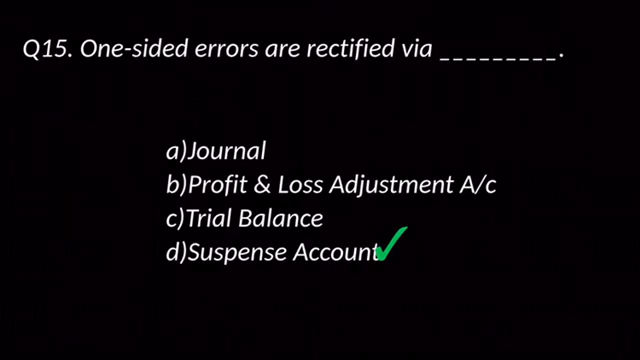 Q15. One-sided errors are rectified via _________.
a)Journal
b)Profit & Loss Adjustment A/c
c)Trial Balance
d)Suspense Account